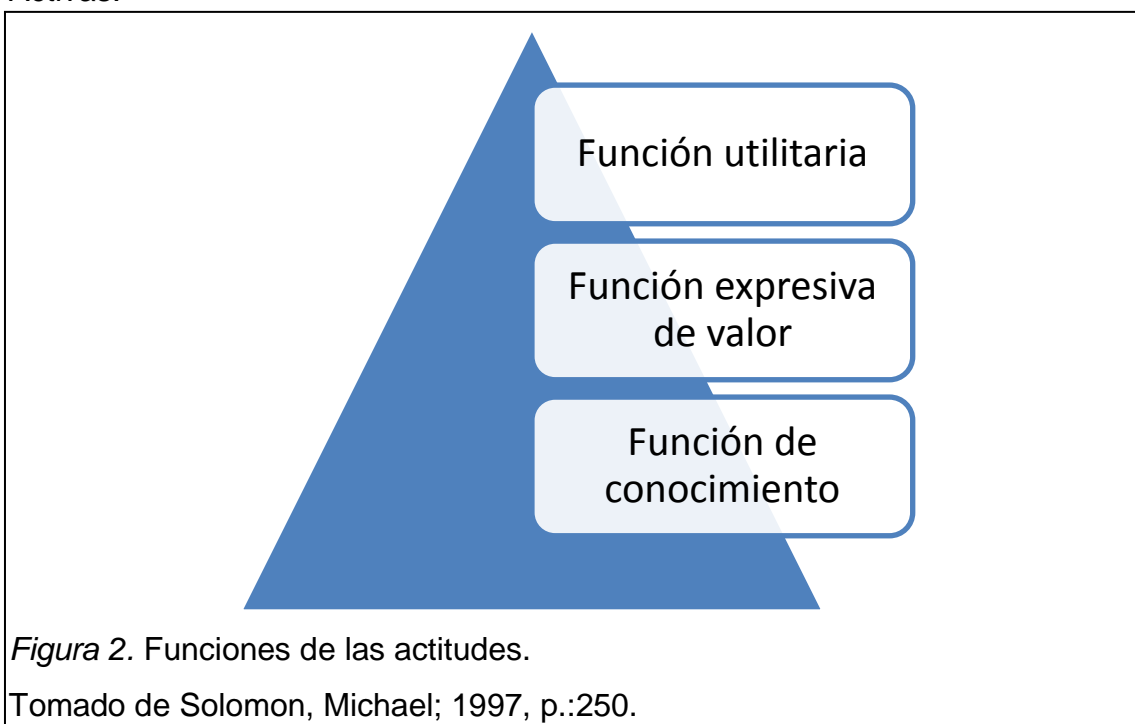 Función utilitaria
Función expresiva
de valor
Función de
conocimiento
Figura 2. Funciones de las actitudes.
Tomado de Solomon, Michael; 1997, p.:250.